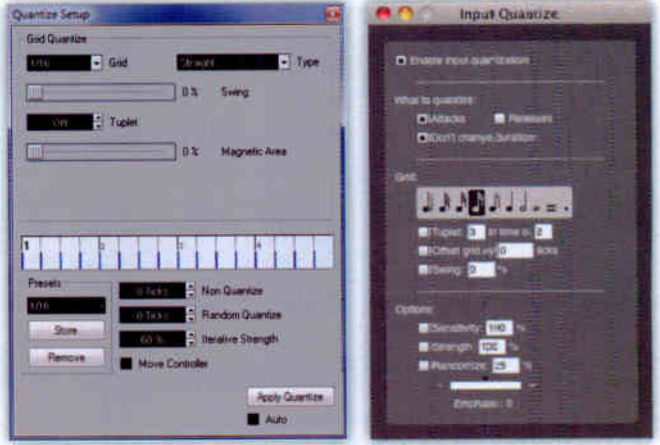 Quantize Setup
Grid Quantize
1/16 Grid Straight Type
0 % Swing
Off Tuplet
0 % Magnetic Area
1 2 3 4
Presets
1/16
Store
Remove
0 Ticks Non Quantize
0 Ticks Random Quantize
60 % Iterative Strength
Move Controller
Apply Quantize
Auto
Input Quantize
Enable input quantization
What to quantize:
Attacks Releases
Don't change duration
Grid:
Tuplet: 3 in time of 2
Offset grid by 0 ticks
Swing: 0 %
Options:
Sensitivity: 100 %
Strength: 100 %
Randomize: 25 %
Emphasis: 0